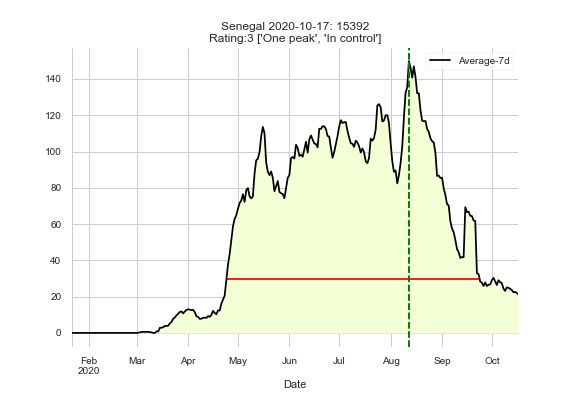 Senegal 2020-10-17: 15392
Rating:3 ['One peak', 'In control']
Average-7d
140
120
100
80
60
40
20
0
Feb Mar Apr May Jun Jul Aug Sep Oct
2020
Date